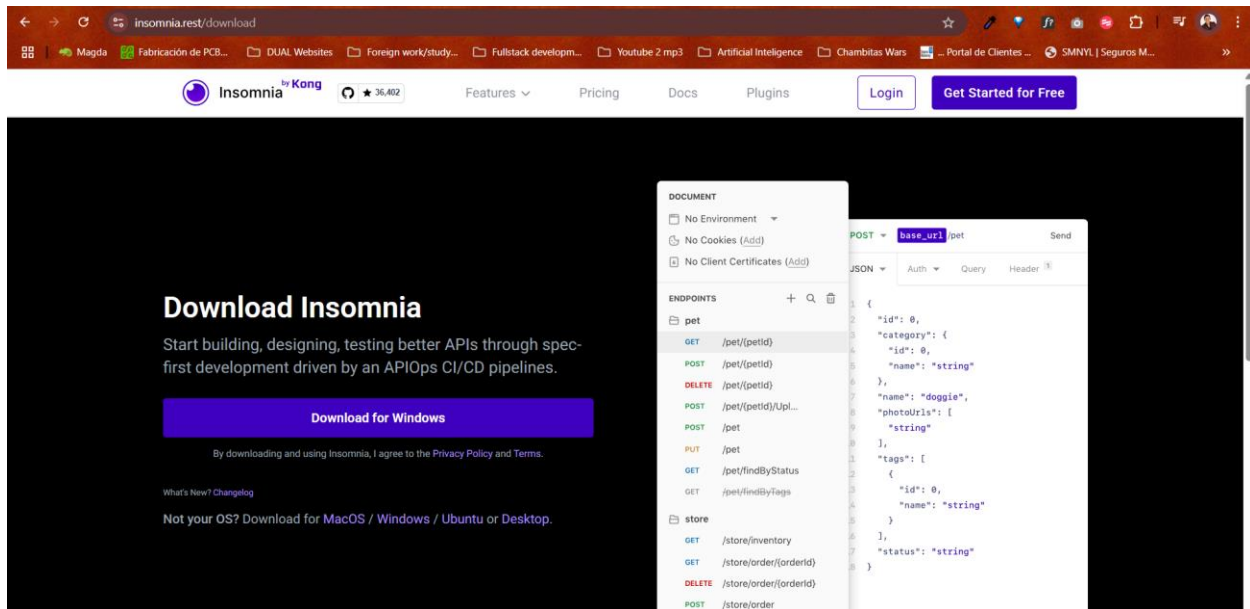 insomnia.rest/download
Magda Fabricación de PCB... DUAL Websites Foreign work/study... Fullstack developm... Youtube 2 mp3 Artificial Inteligence Chambitas Wars ... Portal de Clientes ... SMNYL | Seguros M... »
Insomnia by Kong ★ 36,402 Features Pricing Docs Plugins Login Get Started for Free
Download Insomnia
Start building, designing, testing better APIs through spec-
first development driven by an APIOps CI/CD pipelines.
Download for Windows
By downloading and using Insomnia, I agree to the Privacy Policy and Terms.
What's New? Changelog
Not your OS? Download for MacOS / Windows / Ubuntu or Desktop.
DOCUMENT
No Environment
No Cookies (Add)
No Client Certificates (Add)
ENDPOINTS
pet
GET /pet/{petId}
POST /pet/{petId}
DELETE /pet/{petId}
POST /pet/{petId}/Upl...
POST /pet
PUT /pet
GET /pet/findByStatus
GET /pet/findByTags
store
GET /store/inventory
GET /store/order/{orderId}
DELETE /store/order/{orderId}
POST /store/order
POST base_url /pet Send
JSON Auth Query Header 1
{
"id": 0,
"category": {
"id": 0,
"name": "string"
},
"name": "doggie",
"photoUrls": [
"string"
],
"tags": [
{
"id": 0,
"name": "string"
}
],
"status": "string"
}